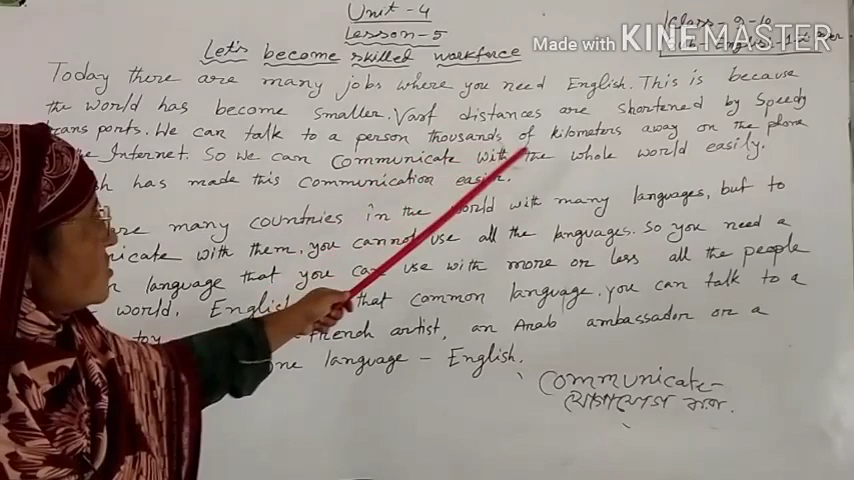 Unit - 4
Lesson - 5
Class - 9-10
Made with KINEMASTER
Sub - English - 1st
Let's become skilled workforce
Today there are many jobs where you need English. This is because
the world has become smaller. Vast distances are shortened by Speedy
ports. We can talk to a person thousands of kilometers away on the phone
Internet. So we can communicate with the whole world easily.
has made this communication easier.
many countries in the world with many languages, but to
with them, you cannot use all the languages. So you need a
language that you can use with more or less all the people
world. English that common language. you can talk to a
French artist, an Arab ambassador or a
language - English.
Communicate -
যোগাযোগ করা.